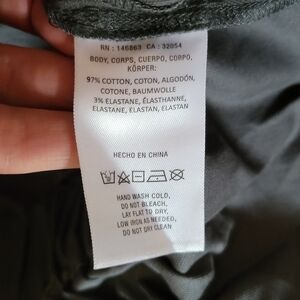 RN : 146863 CA : 32054
BODY, CORPS, CUERPO, CORPO,
KÖRPER:
97% COTTON, COTON, ALGODÓN,
COTONE, BAUMWOLLE
3% ELASTANE, ÉLASTHANNE,
ELASTANE, ELASTAN, ELASTAN
HECHO EN CHINA
HAND WASH COLD,
DO NOT BLEACH,
LAY FLAT TO DRY,
LOW IRON AS NEEDED,
DO NOT DRY CLEAN